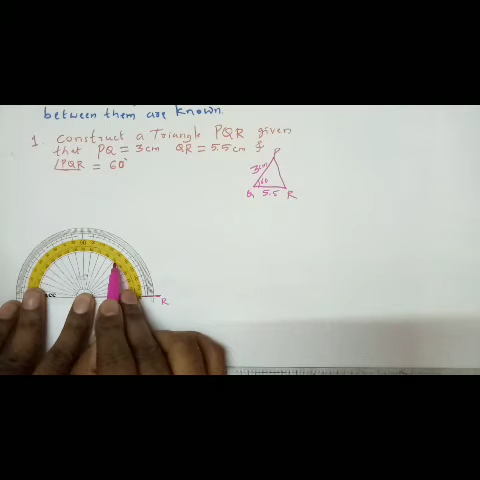 between them are known.
1. Construct a Triangle PQR given
that PQ = 3cm QR = 5.5cm &
∠PQR = 60°
P
3cm
60
Q 5.5 R
R